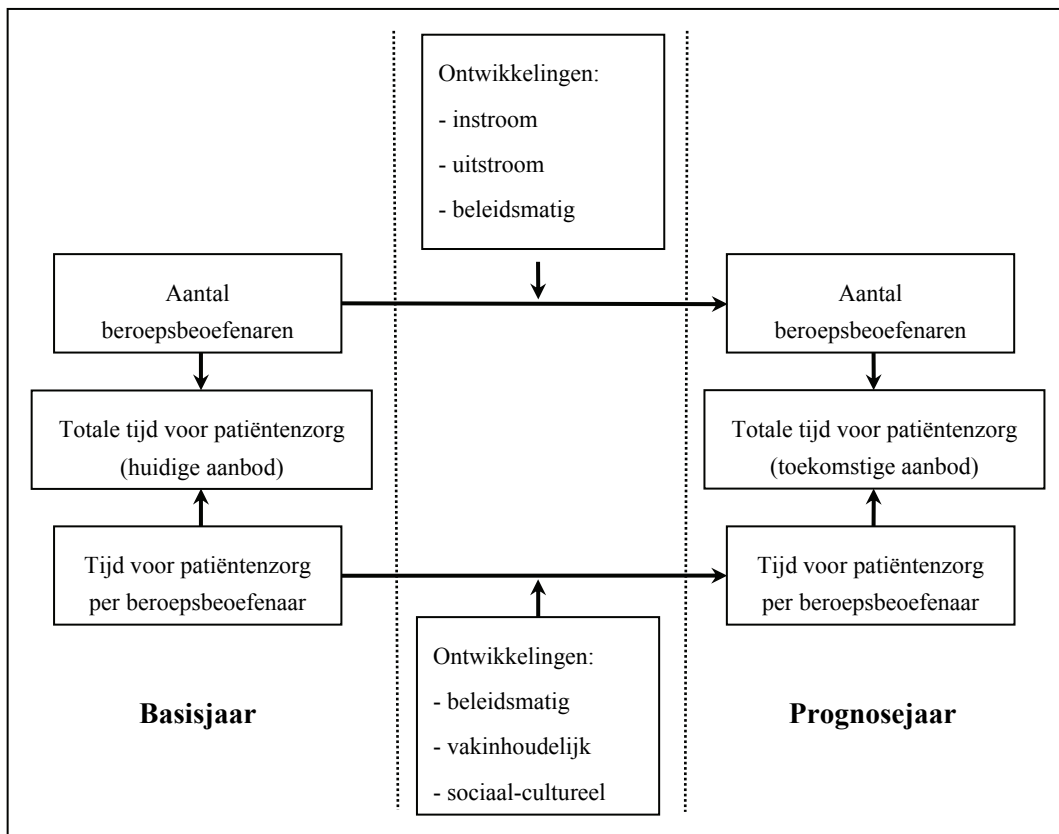 Ontwikkelingen:
- instroom
- uitstroom
- beleidsmatig
Aantal
beroepsbeoefenaren
Aantal
beroepsbeoefenaren
Totale tijd voor patiëntenzorg
(huidige aanbod)
Totale tijd voor patiëntenzorg
(toekomstige aanbod)
Tijd voor patiëntenzorg
per beroepsbeoefenaar
Tijd voor patiëntenzorg
per beroepsbeoefenaar
Ontwikkelingen:
- beleidsmatig
- vakinhoudelijk
- sociaal-cultureel
Basisjaar
Prognosejaar